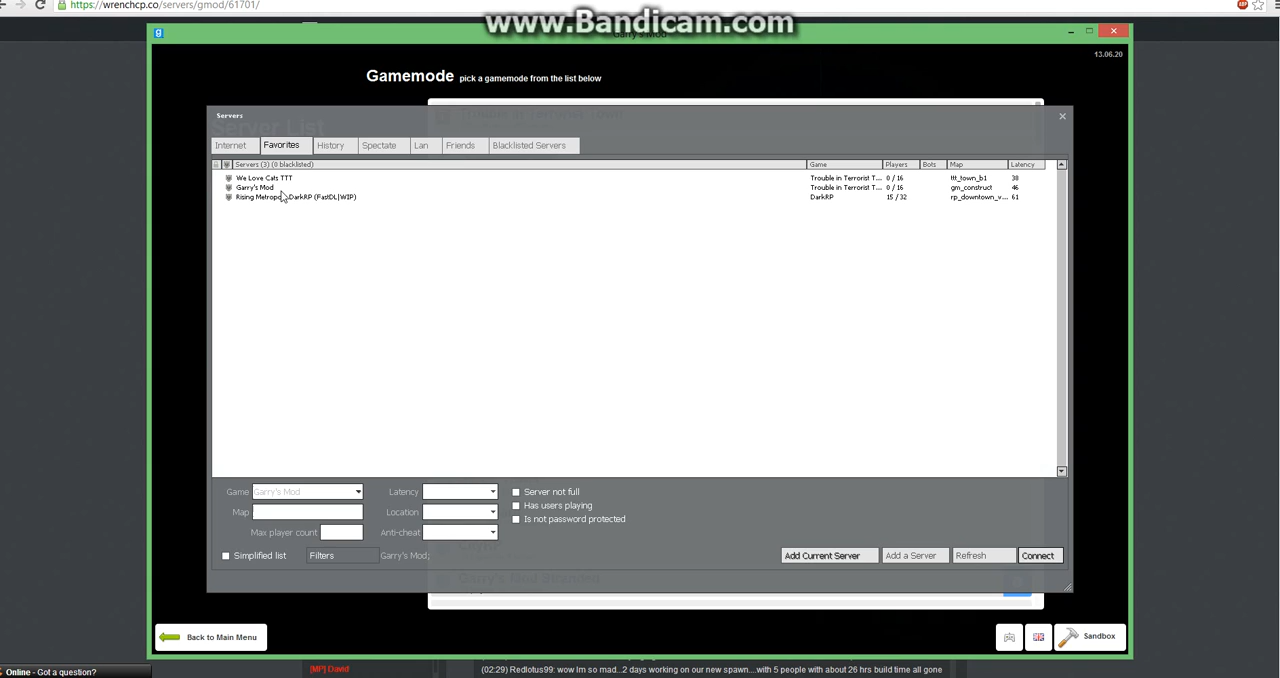 https://wrenchcp.co/servers/gmod/61701/
www.Bandicam.com
Garry's Mod
13.06.20
Gamemode pick a gamemode from the list below
Servers
Server List
Internet Favorites History Spectate Lan Friends Blacklisted Servers
Servers (3) (0 blacklisted) Game Players Bots Map Latency
We Love Cats TTT Trouble in Terrorist T... 0 / 16 ttt_town_b1 38
Garry's Mod Trouble in Terrorist T... 0 / 16 gm_construct 46
Rising Metropo DarkRP (FastDL|WIP) DarkRP 15 / 32 rp_downtown_v... 61
Game Garry's Mod Latency Server not full
Map Location Has users playing
Is not password protected
Max player count Anti-cheat
Simplified list Filters Garry's Mod; Add Current Server Add a Server Refresh Connect
Back to Main Menu Sandbox
Online - Got a question? [MP] David (02:29) Redlotus99: wow Im so mad...2 days working on our new spawn....with 5 people with about 26 hrs build time all gone